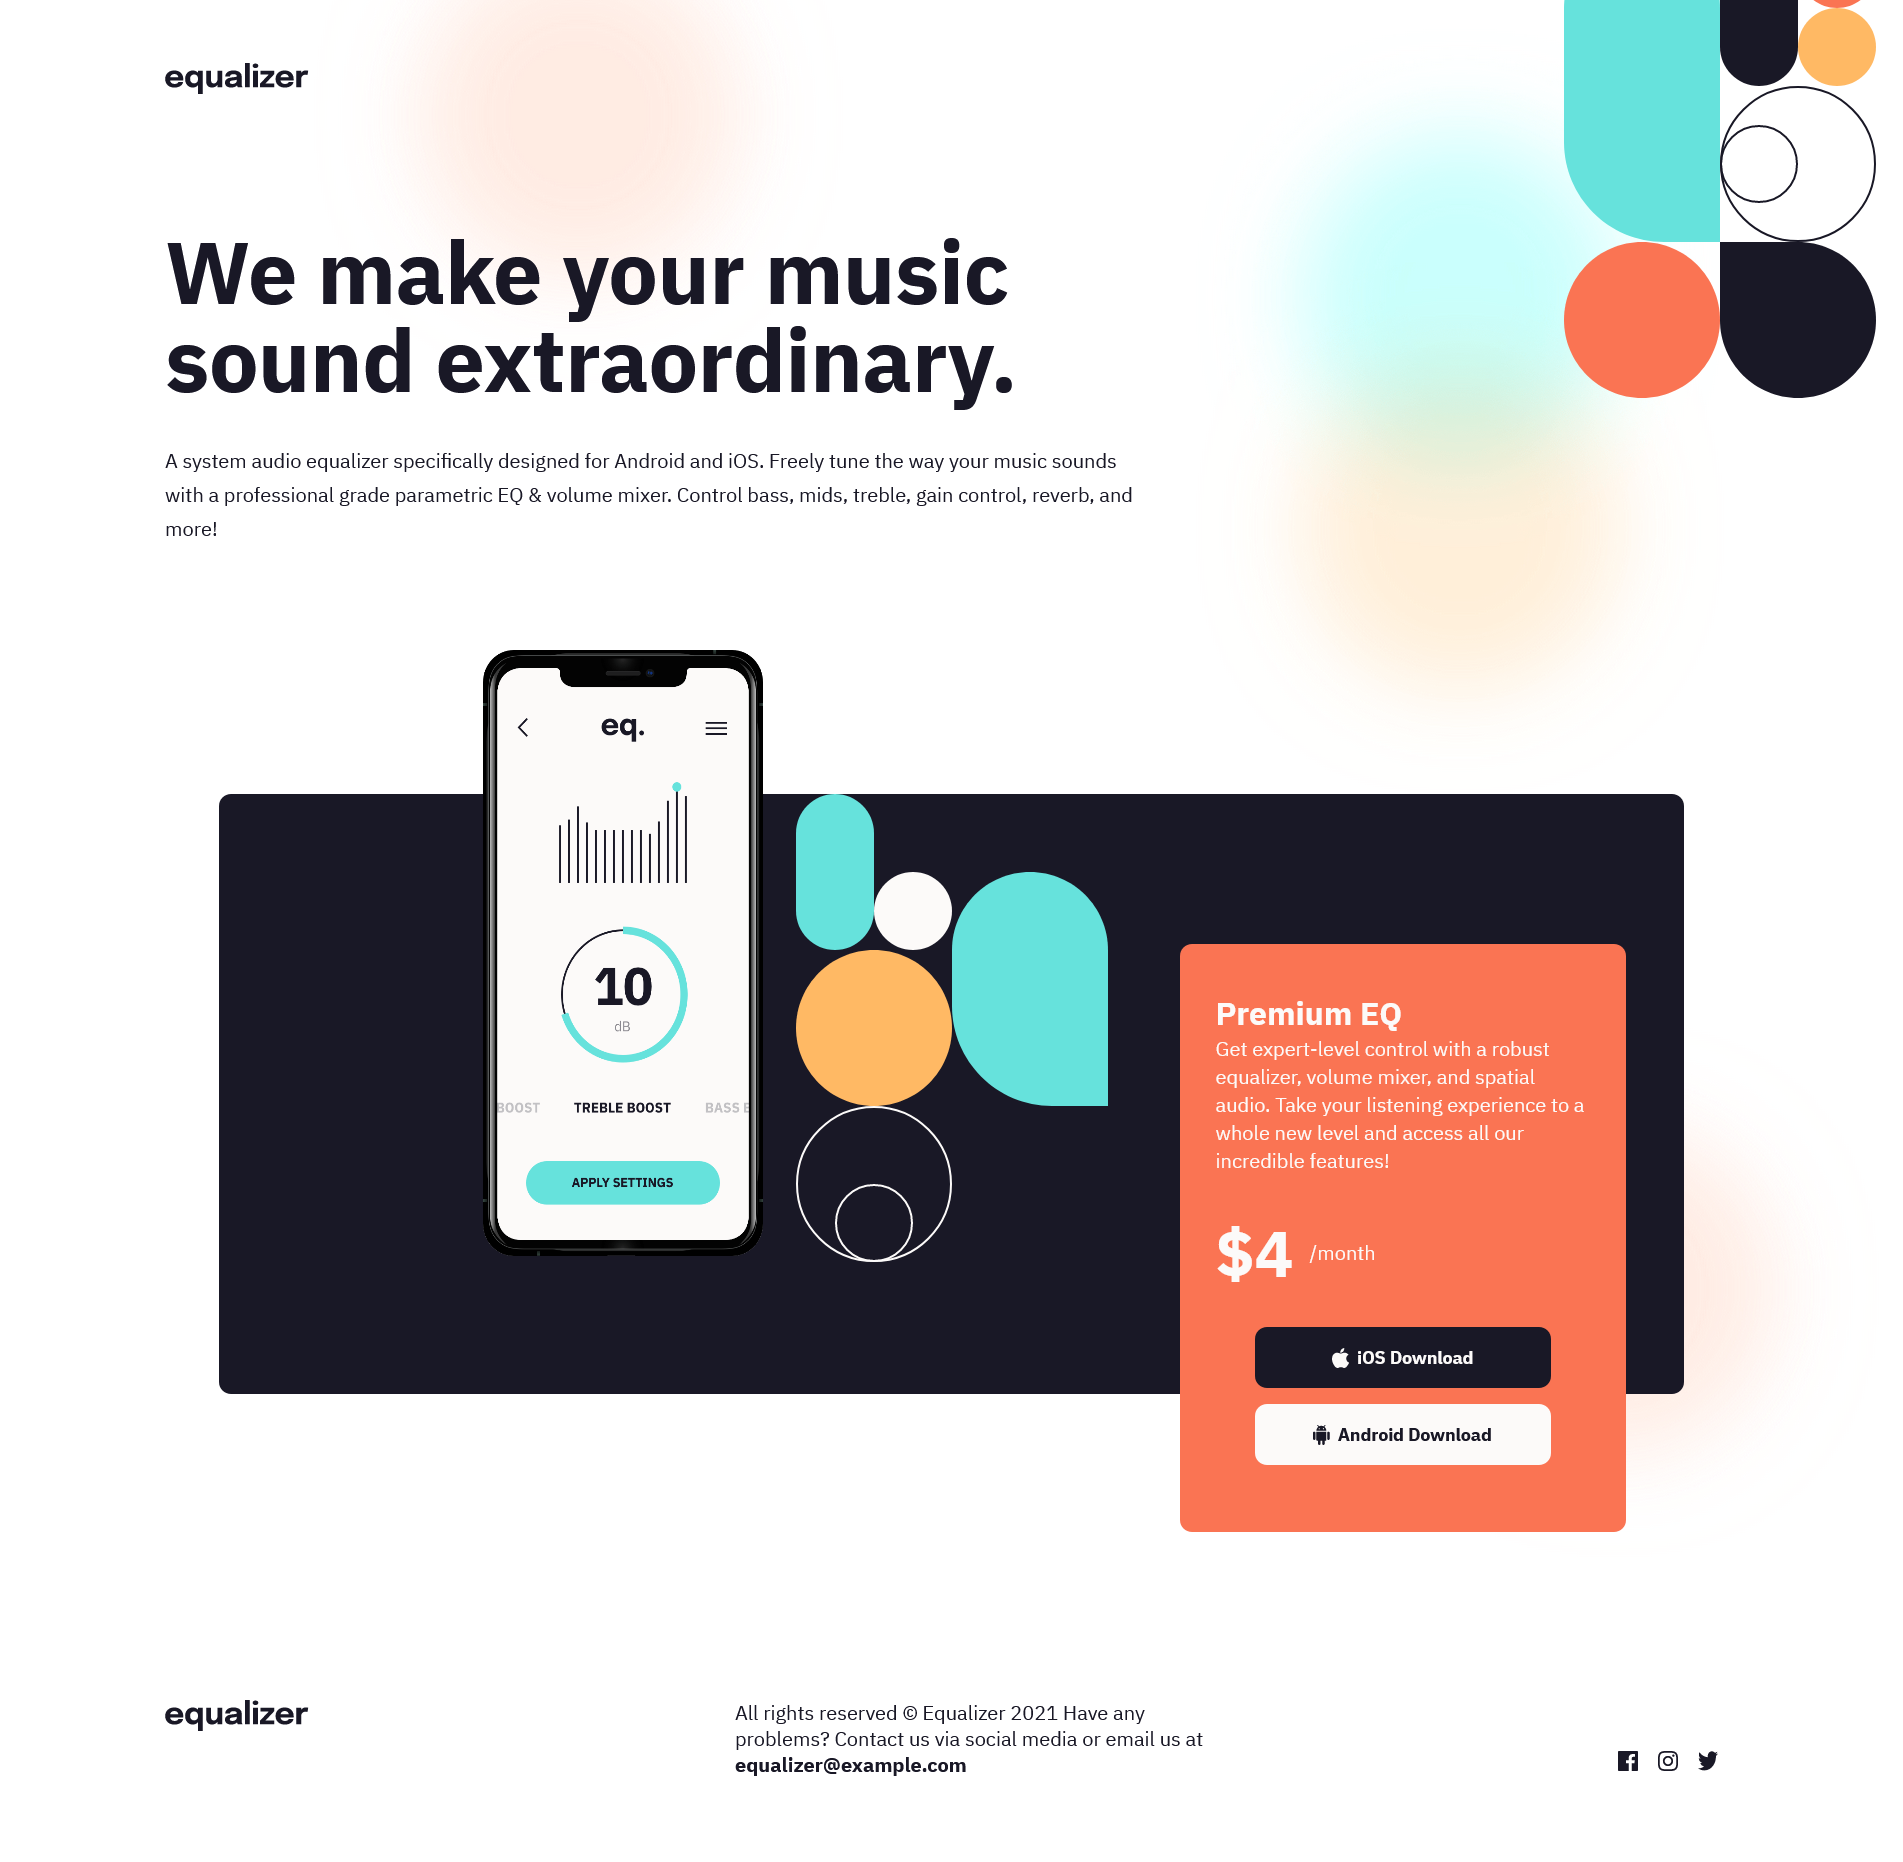 equalizer
We make your music
sound extraordinary.
A system audio equalizer specifically designed for Android and iOS. Freely tune the way your music sounds
with a professional grade parametric EQ & volume mixer. Control bass, mids, treble, gain control, reverb, and
more!
eq.
10
dB
BOOST TREBLE BOOST BASS
APPLY SETTINGS
Premium EQ
Get expert-level control with a robust
equalizer, volume mixer, and spatial
audio. Take your listening experience to a
whole new level and access all our
incredible features!
$4 /month
iOS Download
Android Download
equalizer
All rights reserved © Equalizer 2021 Have any
problems? Contact us via social media or email us at
equalizer@example.com